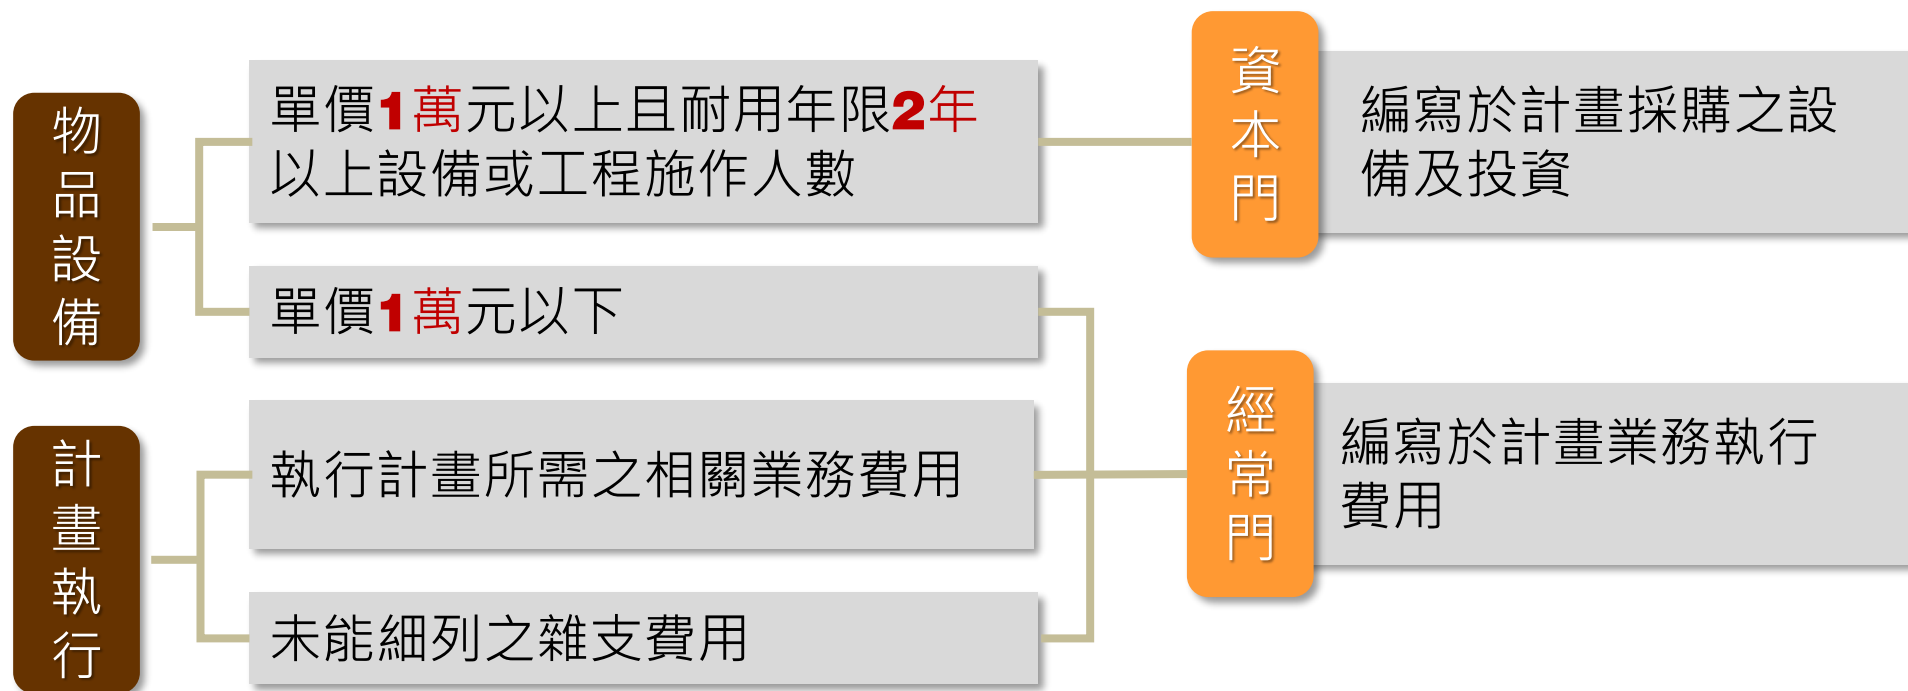 物品設備
單價1萬元以上且耐用年限2年
以上設備或工程施作人數
資本門
編寫於計畫採購之設
備及投資
單價1萬元以下
計畫執行
執行計畫所需之相關業務費用
未能細列之雜支費用
經常門
編寫於計畫業務執行
費用